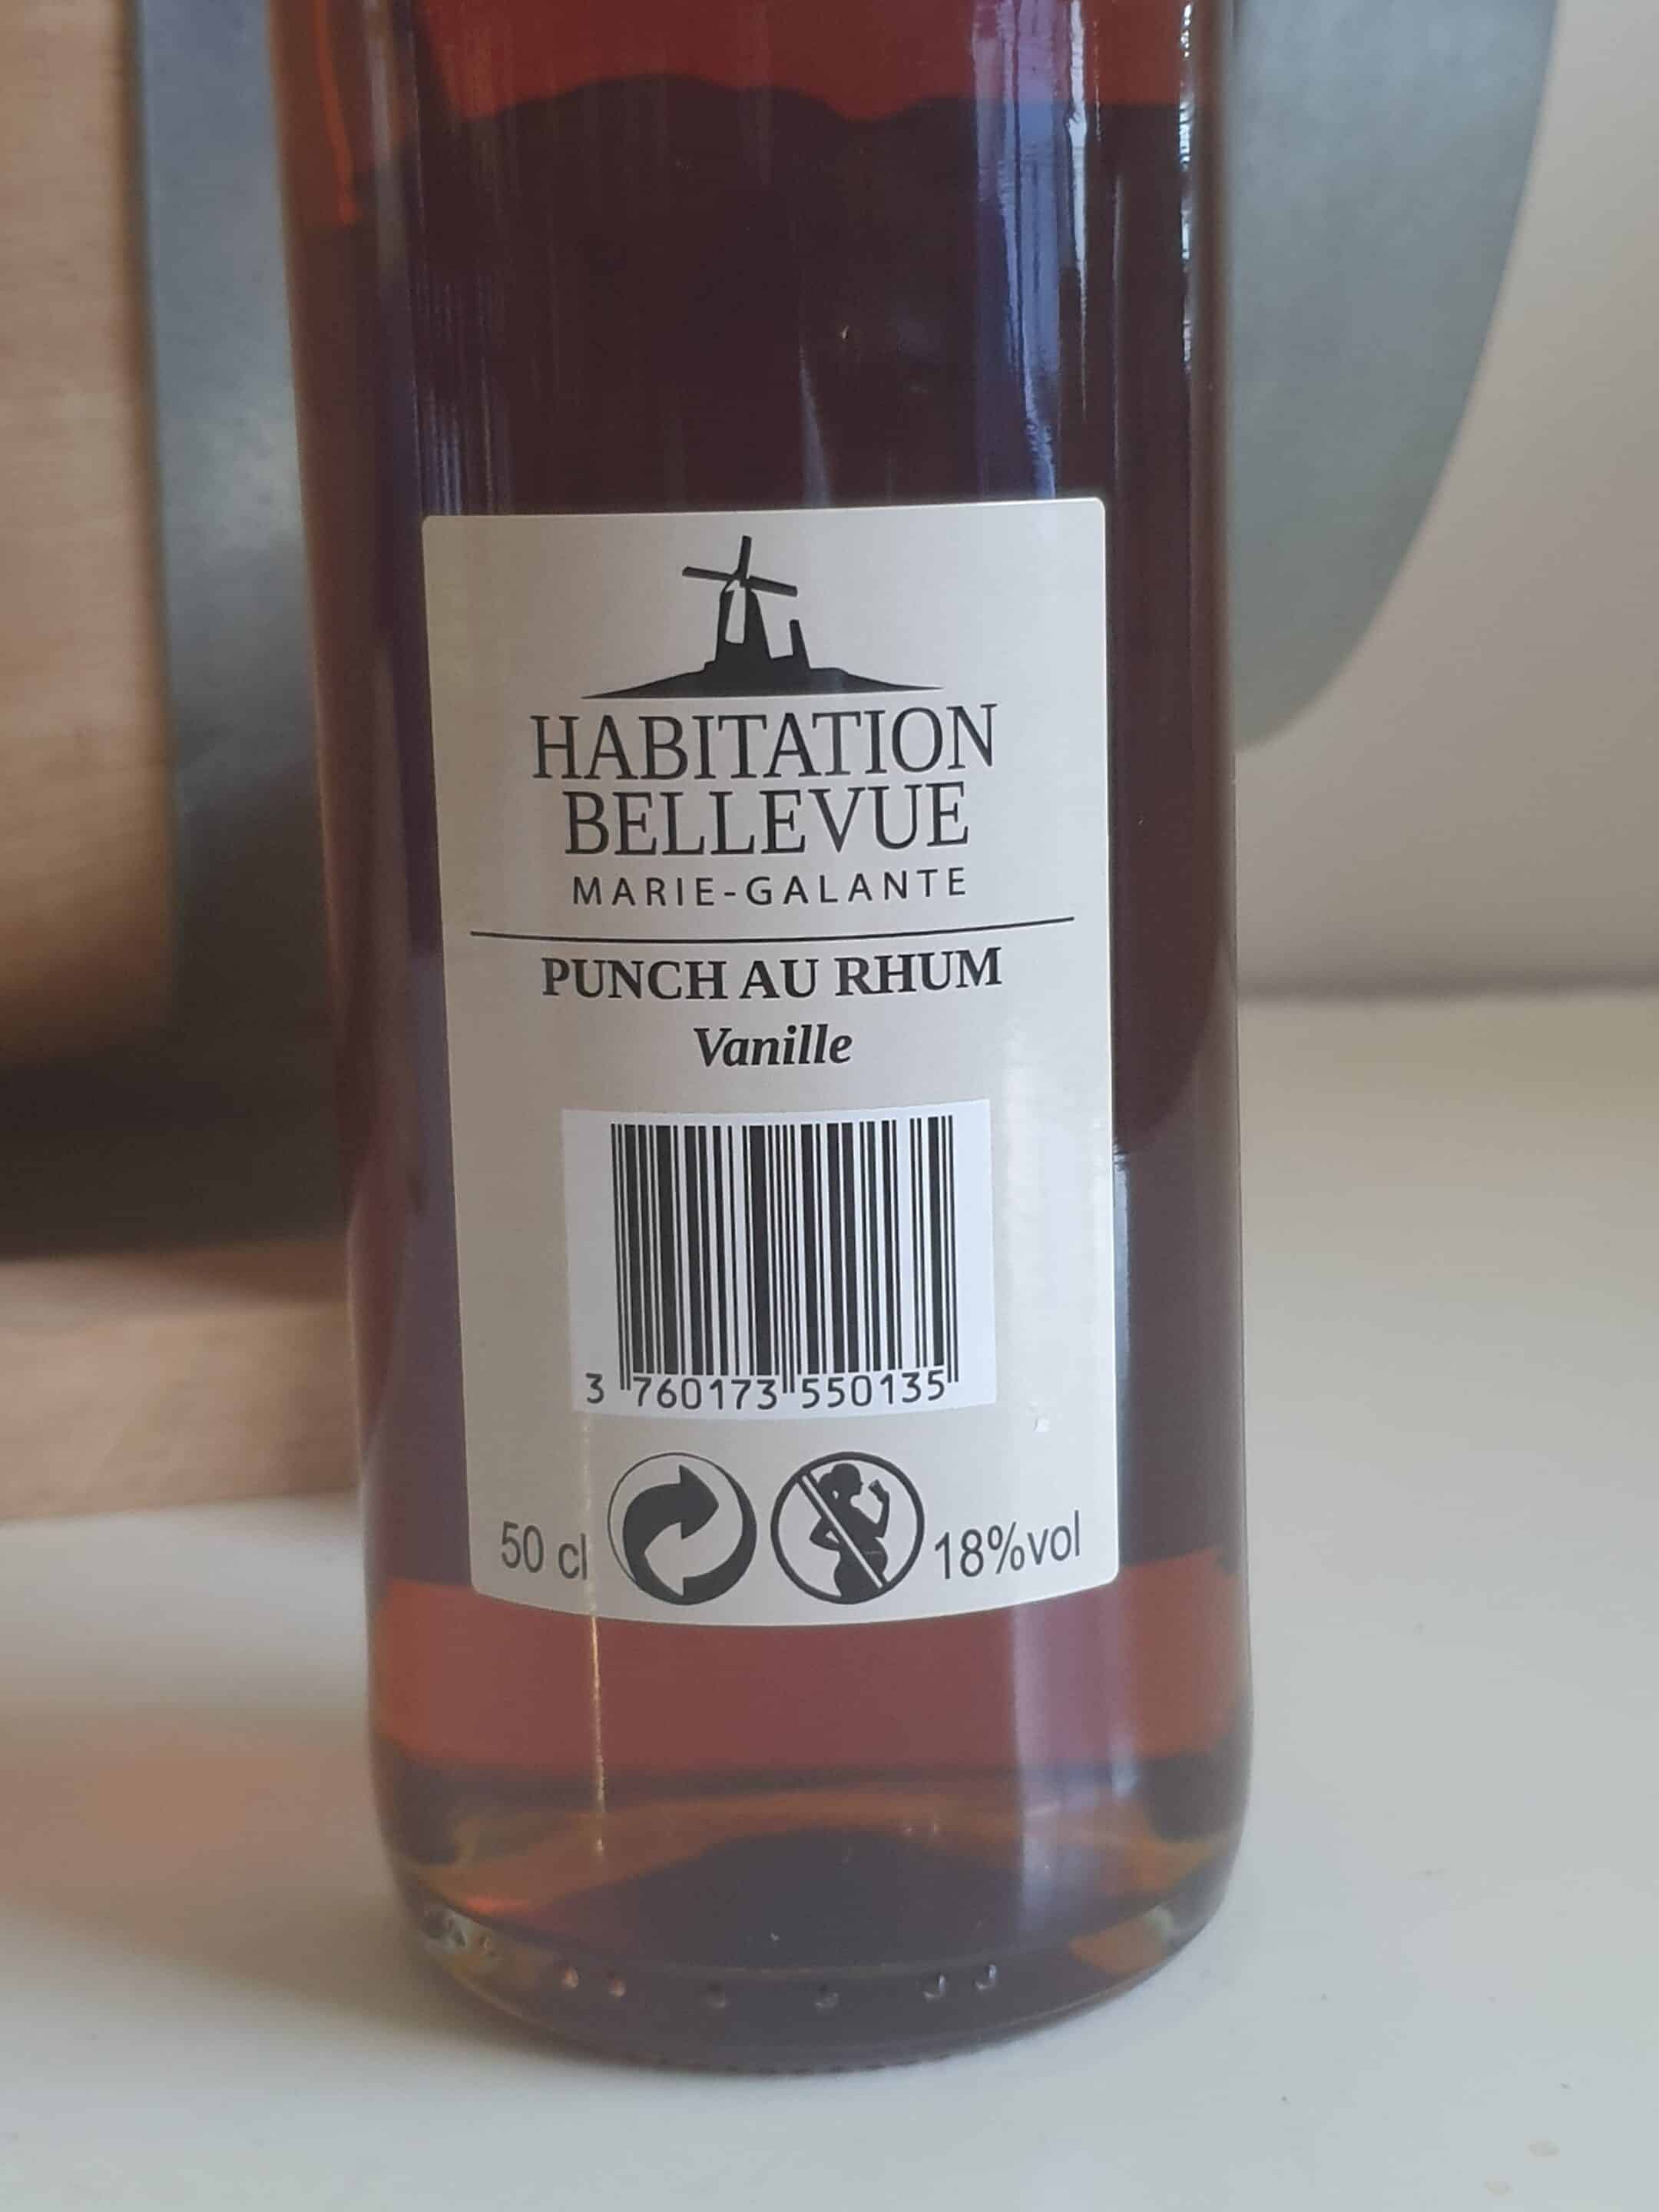 HABITATION
BELLEVUE
MARIE-GALANTE
PUNCH AU RHUM
Vanille
3 760173 550135
50 cl 18%vol